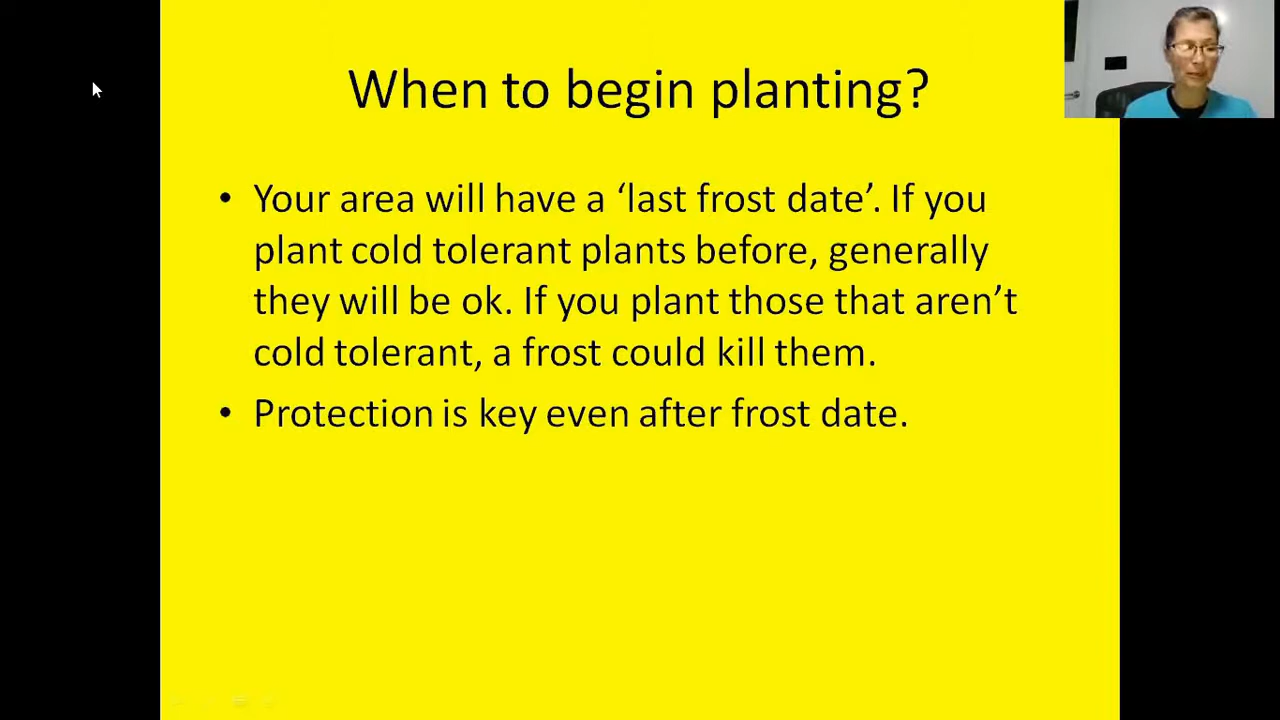 When to begin planting?
• Your area will have a ‘last frost date’. If you
plant cold tolerant plants before, generally
they will be ok. If you plant those that aren’t
cold tolerant, a frost could kill them.
• Protection is key even after frost date.